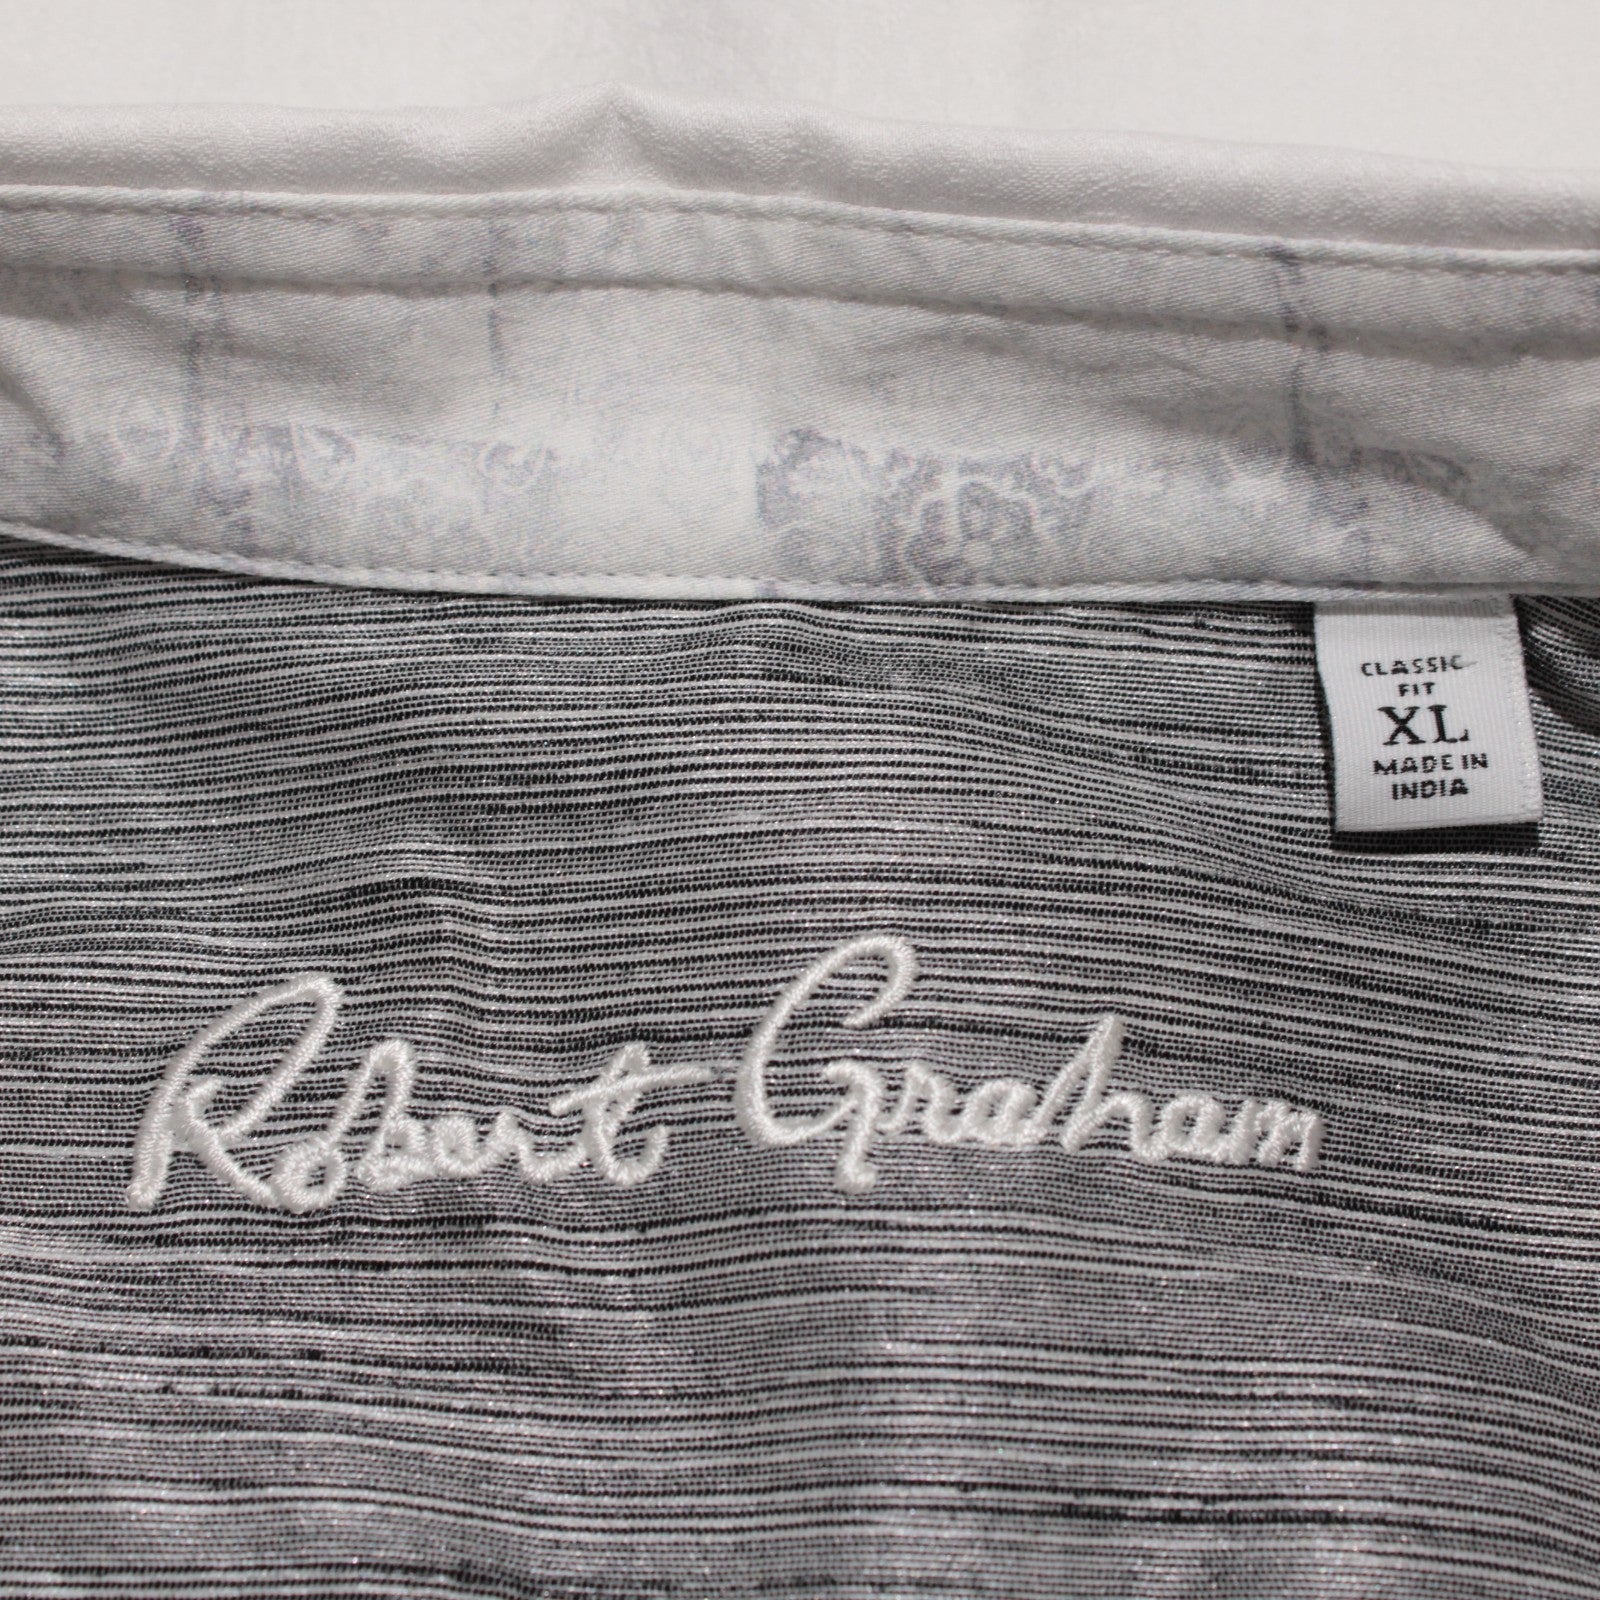 CLASSIC
FIT
XL
MADE IN
INDIA
Robert Graham